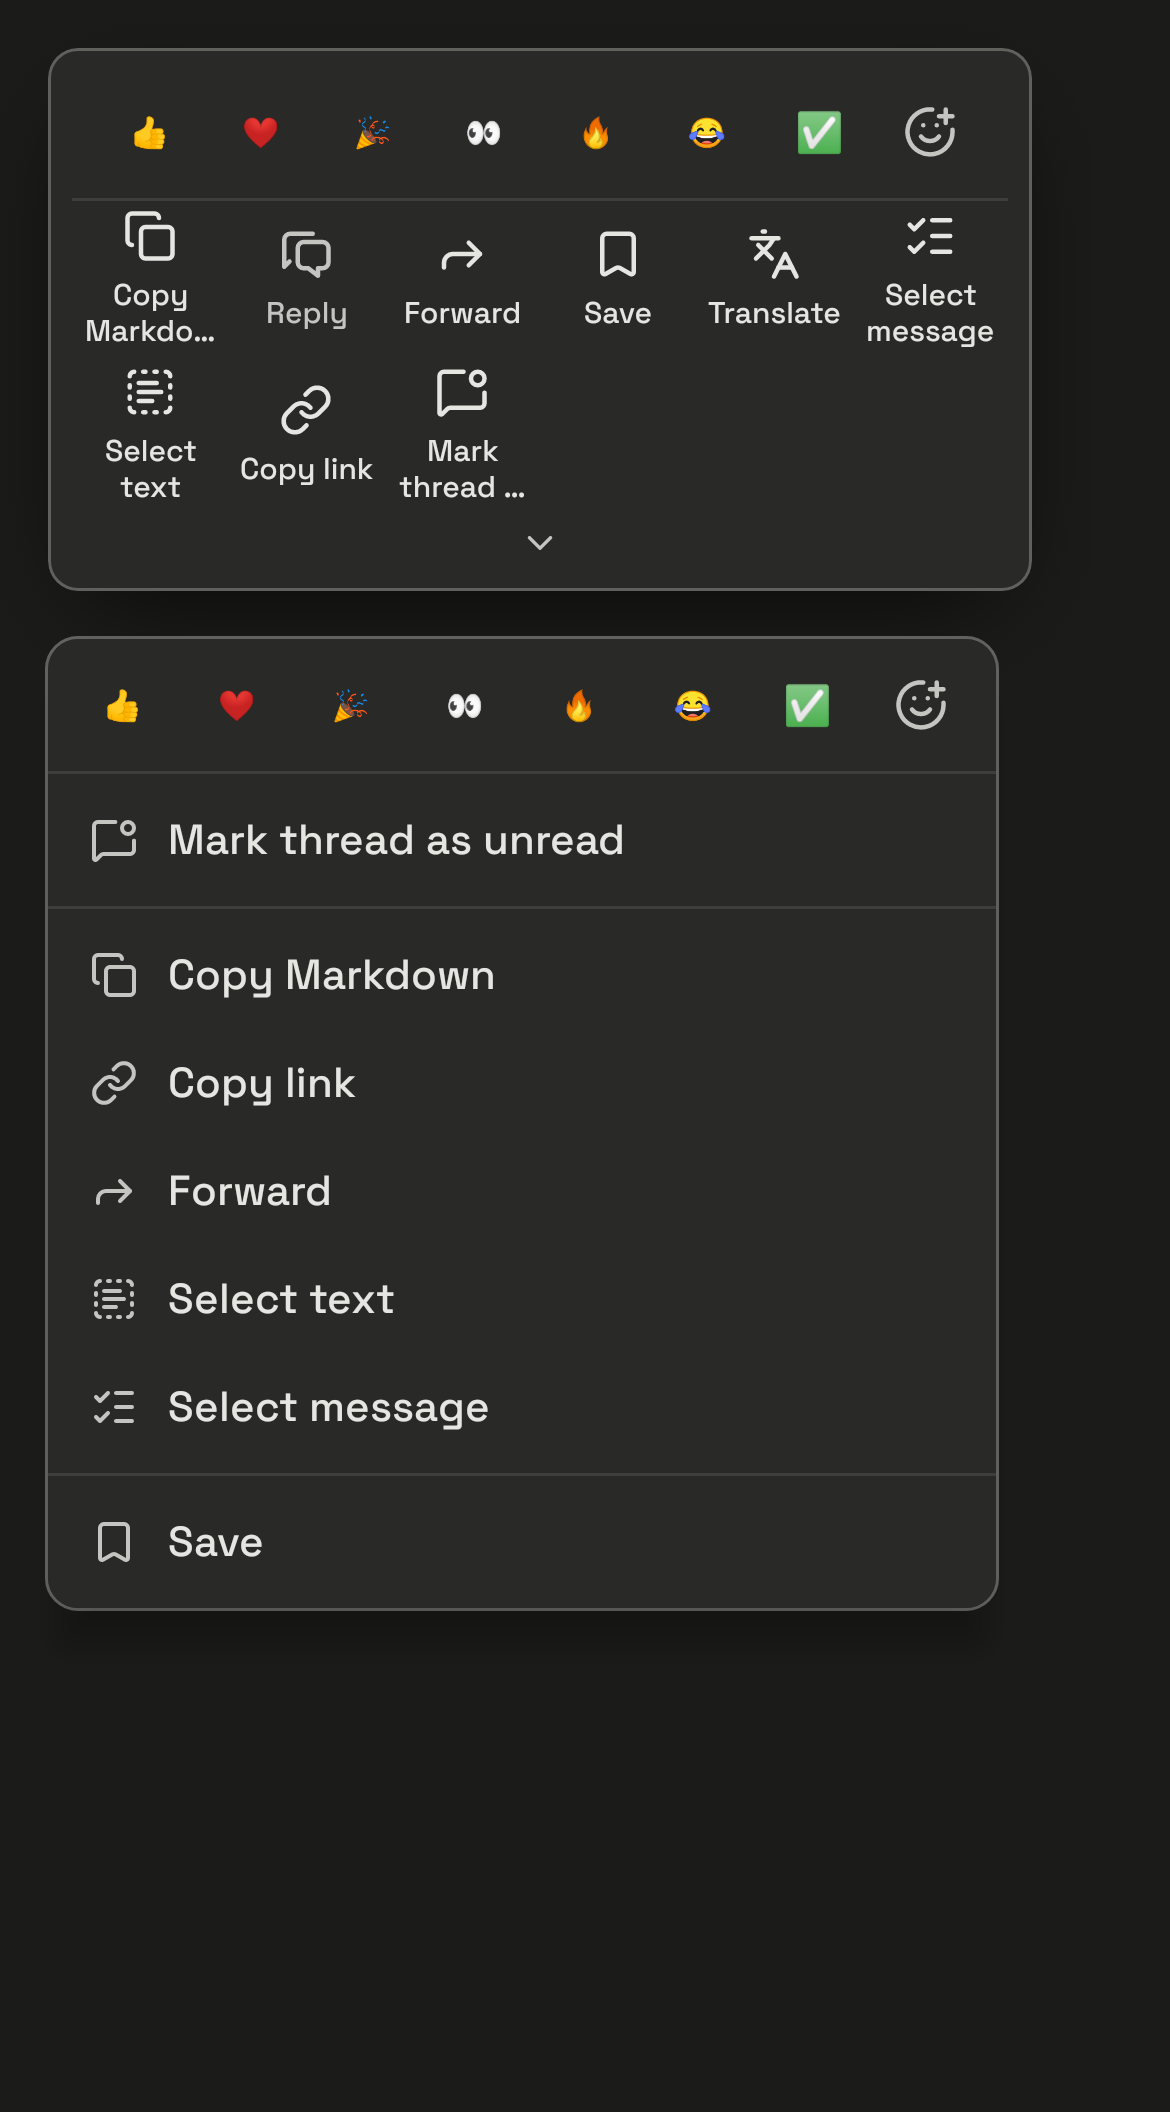 Copy
Markdo...
Reply
Forward
Save
Translate
Select
message
Select
text
Copy link
Mark
thread ...
Mark thread as unread
Copy Markdown
Copy link
Forward
Select text
Select message
Save